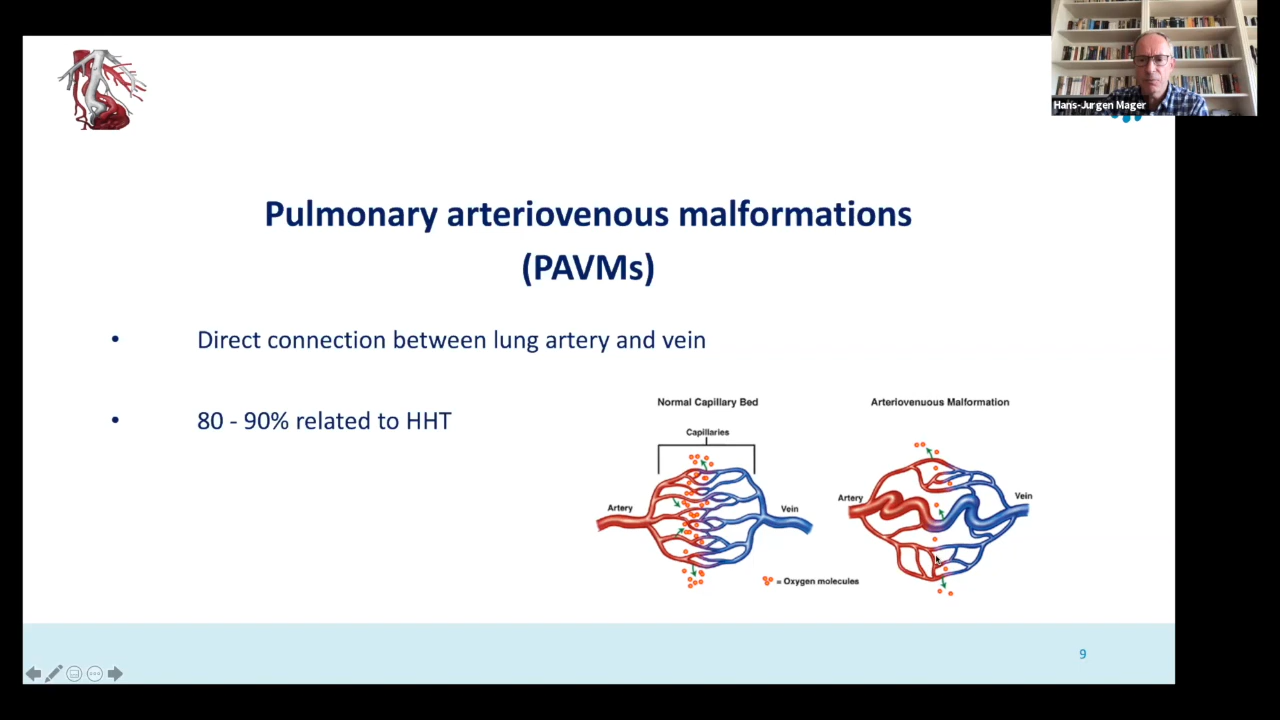 Hans-Jurgen Mager
Pulmonary arteriovenous malformations
(PAVMs)
• Direct connection between lung artery and vein
• 80 - 90% related to HHT
Normal Capillary Bed
Capillaries
Artery
Vein
= Oxygen molecules
Arteriovenuous Malformation
Artery
Vein
9